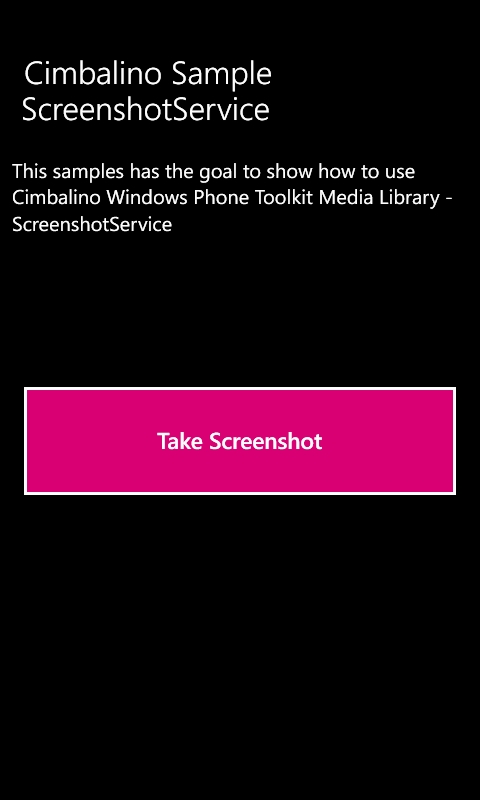 Cimbalino Sample
ScreenshotService
This samples has the goal to show how to use
Cimbalino Windows Phone Toolkit Media Library -
ScreenshotService
Take Screenshot